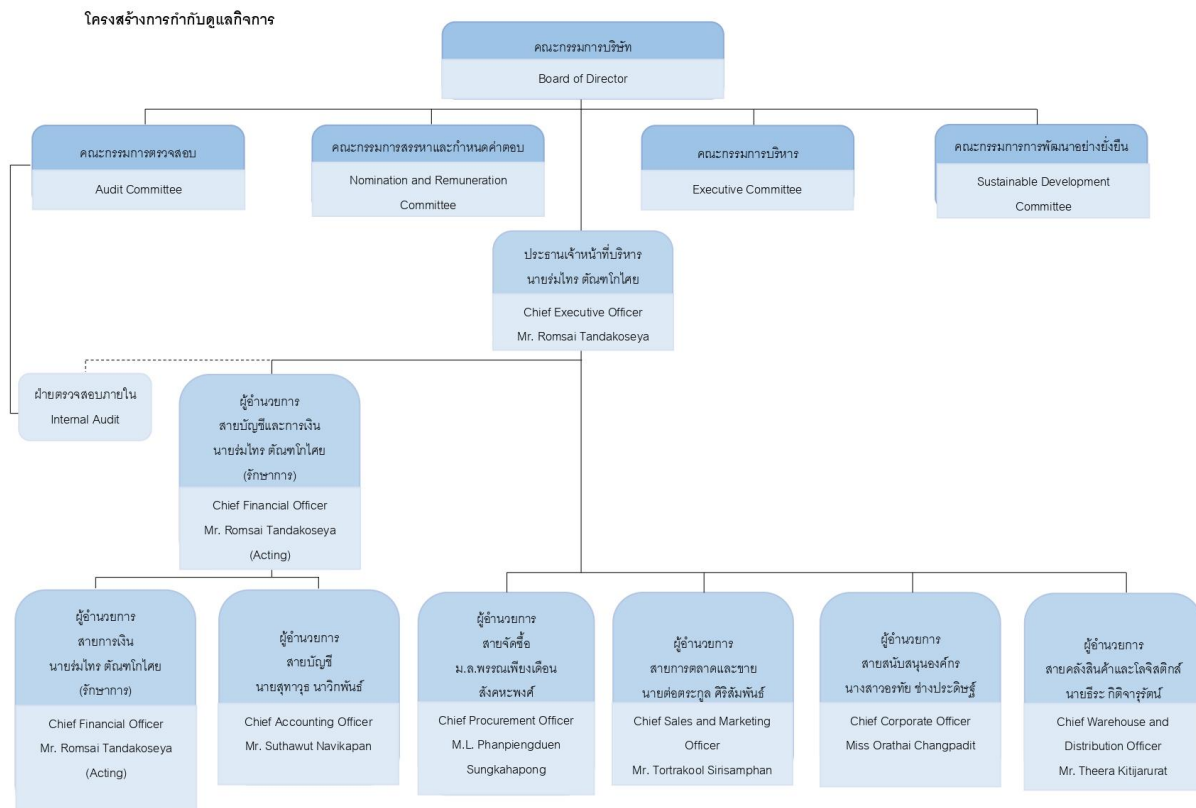 โครงสร้างการกำกับดูแลกิจการ
คณะกรรมการบริษัท
Board of Director
คณะกรรมการตรวจสอบ
Audit Committee
คณะกรรมการสรรหาและกำหนดค่าตอบ
Nomination and Remuneration
Committee
คณะกรรมการบริหาร
Executive Committee
คณะกรรมการการพัฒนาอย่างยั่งยืน
Sustainable Development
Committee
ประธานเจ้าหน้าที่บริหาร
นายร่มไทร ตัณฑโกไศย
Chief Executive Officer
Mr. Romsai Tandakoseya
ฝ่ายตรวจสอบภายใน
Internal Audit
ผู้อำนวยการ
สายบัญชีและการเงิน
นายร่มไทร ตัณฑโกไศย
(รักษาการ)
Chief Financial Officer
Mr. Romsai Tandakoseya
(Acting)
ผู้อำนวยการ
สายการเงิน
นายร่มไทร ตัณฑโกไศย
(รักษาการ)
Chief Financial Officer
Mr. Romsai Tandakoseya
(Acting)
ผู้อำนวยการ
สายบัญชี
นายสุทาวุธ นาวิกพันธ์
Chief Accounting Officer
Mr. Suthawut Navikapan
ผู้อำนวยการ
สายจัดซื้อ
ม.ล.พรรณเพียงเดือน
สังคหะพงศ์
Chief Procurement Officer
M.L. Phanpiengduen
Sungkahapong
ผู้อำนวยการ
สายการตลาดและขาย
นายต่อตระกูล ศิริสัมพันธ์
Chief Sales and Marketing
Officer
Mr. Tortrakool Sirisamphan
ผู้อำนวยการ
สายสนับสนุนองค์กร
นางสาวอรทัย ช่างประดิษฐ์
Chief Corporate Officer
Miss Orathai Changpadit
ผู้อำนวยการ
สายคลังสินค้าและโลจิสติกส์
นายธีระ กิติจารุรัตน์
Chief Warehouse and
Distribution Officer
Mr. Theera Kitijarurat